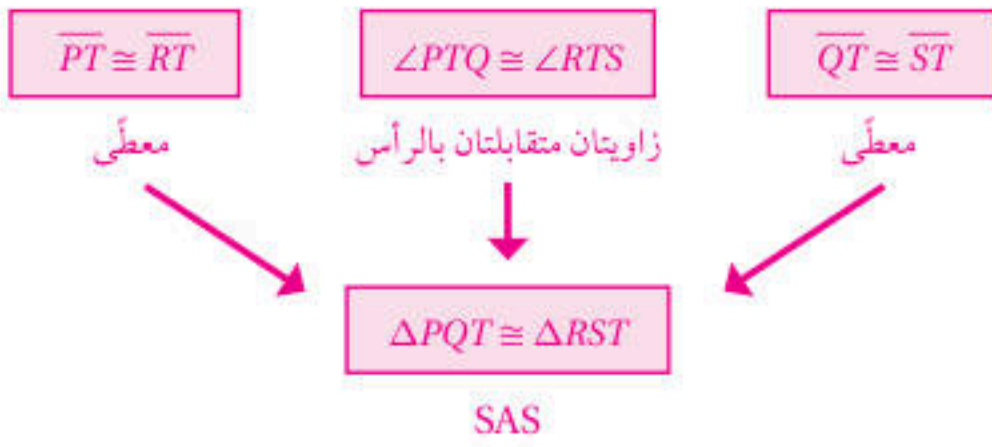 PT ≅ RT
∠PTQ ≅ ∠RTS
QT ≅ ST
معطًى
زاويتان متقابلتان بالرأس
معطًى
ΔPQT ≅ ΔRST
SAS